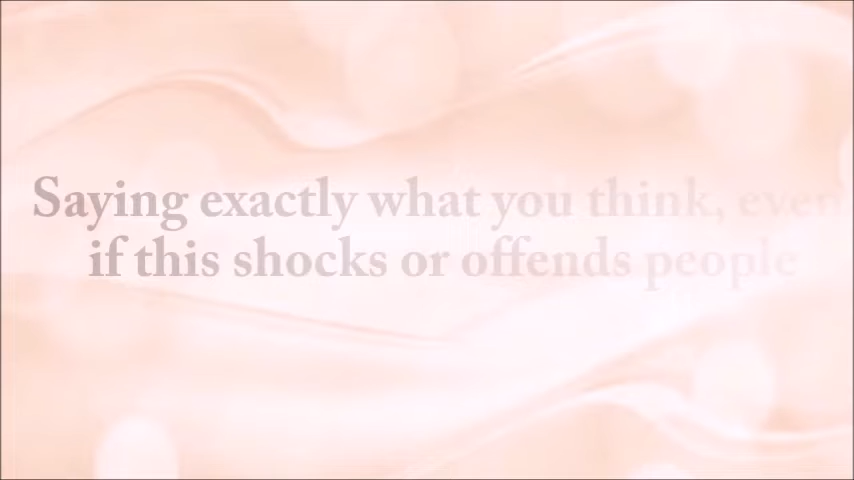 Saying exactly what you think, even
if this shocks or offends people